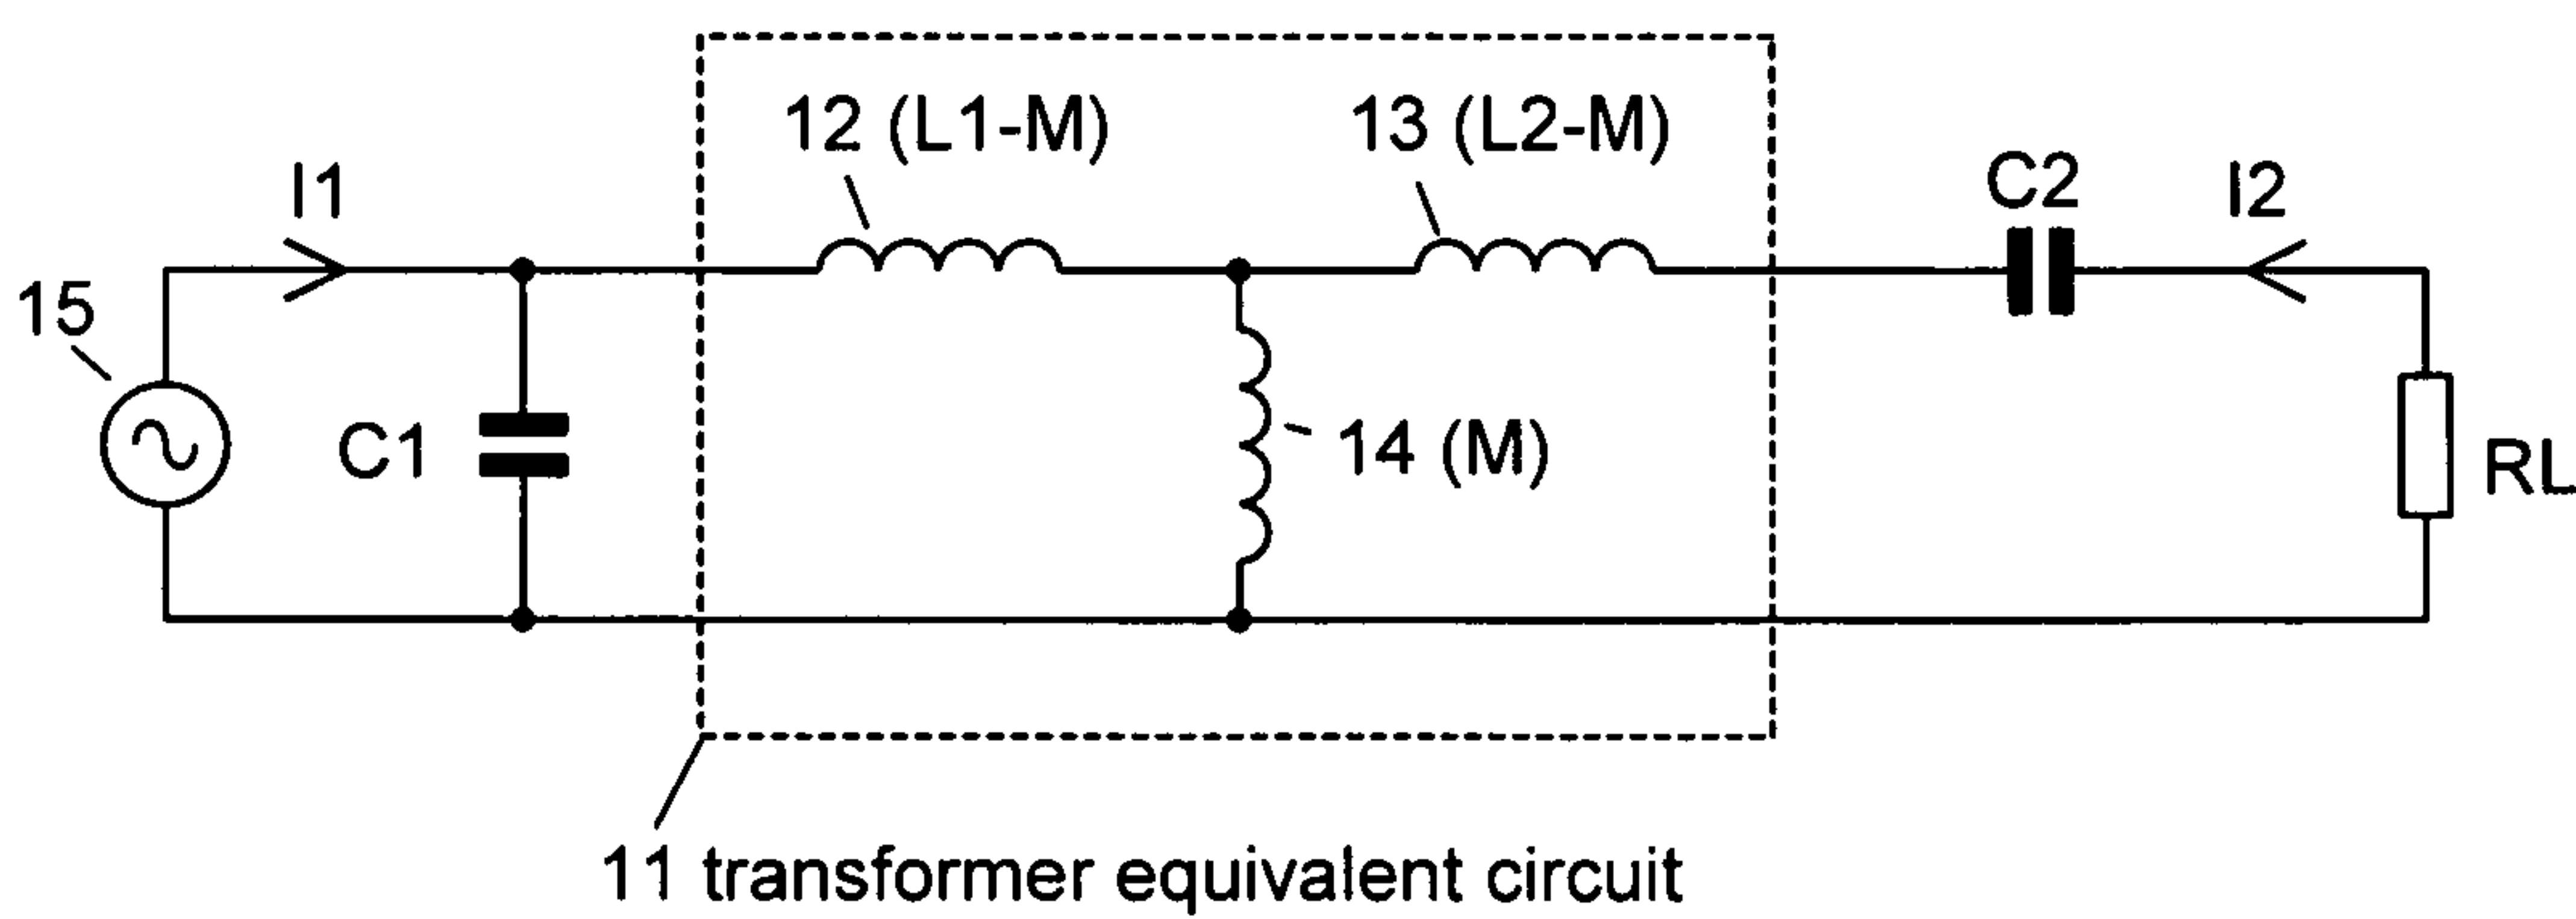 12 (L1-M)
13 (L2-M)
I1
C2
I2
15
C1
14 (M)
RL
11 transformer equivalent circuit